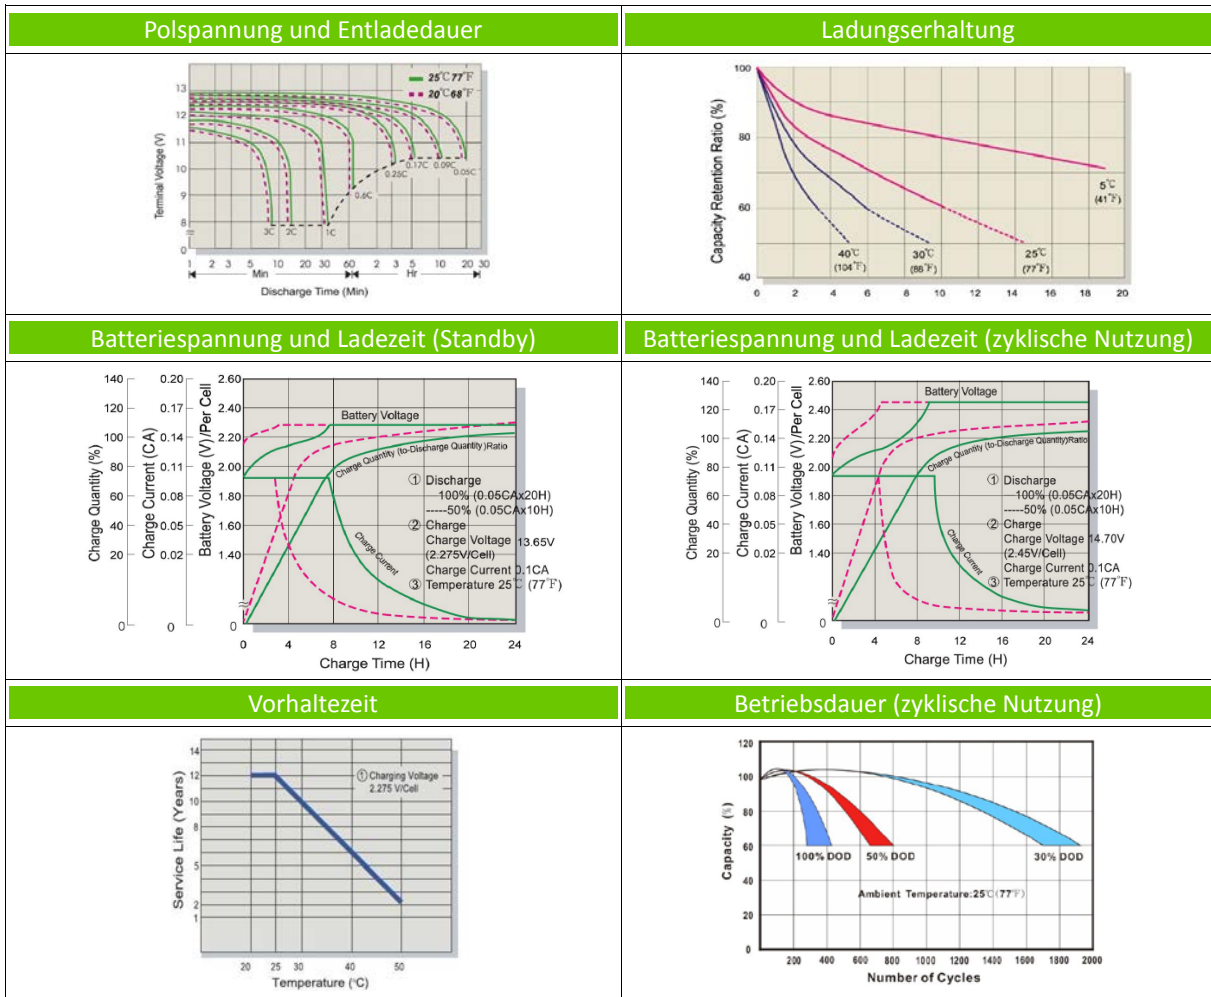 Polspannung und Entladedauer
Ladungserhaltung
25℃77°F
20℃68°F
Terminal Voltage (V)
13
12
11
10
9
8
0
3C
2C
1C
0.6C
0.25C
0.17C
0.09C
0.05C
1 2 3 5 10 20 30 60 2 3 5 10 20 30
Min Hr
Discharge Time (Min)
Capacity Retention Ratio (%)
100
80
60
40
5℃
(41°F)
40℃
(104°F)
30℃
(86°F)
25℃
(77°F)
0 2 4 6 8 10 12 14 16 18 20
Batteriespannung und Ladezeit (Standby)
Batteriespannung und Ladezeit (zyklische Nutzung)
Charge Quantity (%)
140
120
100
80
60
40
20
0
Charge Current (CA)
0.20
0.17
0.14
0.11
0.08
0.05
0.02
0
Battery Voltage (V)/Per Cell
2.60
2.40
2.20
2.00
1.80
1.60
1.40
0
Battery Voltage
Charge Quantity (to-Discharge Quantity)Ratio
Charge Current
① Discharge
100% (0.05CAx20H)
-----50% (0.05CAx10H)
② Charge
Charge Voltage 13.65V
(2.275V/Cell)
Charge Current 0.1CA
③ Temperature 25℃ (77°F)
0 4 8 12 16 20 24
Charge Time (H)
Charge Quantity (%)
140
120
100
80
60
40
20
0
Charge Current (CA)
0.20
0.17
0.14
0.11
0.08
0.05
0.02
0
Battery Voltage (V)/Per Cell
2.60
2.40
2.20
2.00
1.80
1.60
1.40
0
Battery Voltage
Charge Quantity (to-Discharge Quantity)Ratio
Charge Current
① Discharge
100% (0.05CAx20H)
-----50% (0.05CAx10H)
② Charge
Charge Voltage 14.70V
(2.45V/Cell)
Charge Current 0.1CA
③ Temperature 25℃ (77°F)
0 4 8 12 16 20 24
Charge Time (H)
Vorhaltezeit
Betriebsdauer (zyklische Nutzung)
Service Life (Years)
14
12
10
8
5
2
1
① Charging Voltage
2.275 V/Cell
20 25 30 40 50
Temperature (°C)
Capacity (%)
120
100
80
60
40
20
0
100% DOD
50% DOD
30% DOD
Ambient Temperature:25℃(77°F)
200 400 600 800 1000 1200 1400 1600 1800 2000
Number of Cycles